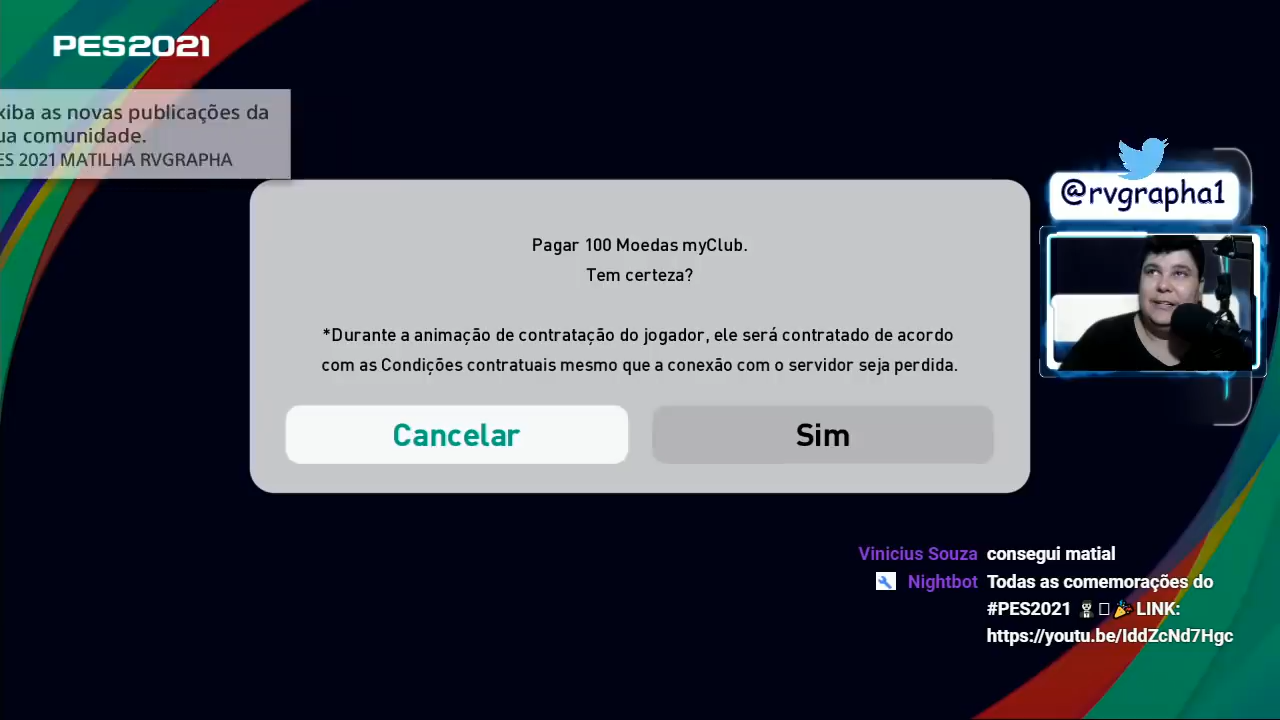 PES2021
xiba as novas publicações da
ua comunidade.
ES 2021 MATILHA RVGRAPHA
@rvgrapha1
Pagar 100 Moedas myClub.
Tem certeza?
*Durante a animação de contratação do jogador, ele será contratado de acordo
com as Condições contratuais mesmo que a conexão com o servidor seja perdida.
Cancelar
Sim
Vinicius Souza consegui matial
Nightbot Todas as comemorações do
#PES2021 LINK:
https://youtu.be/IddZcNd7Hgc